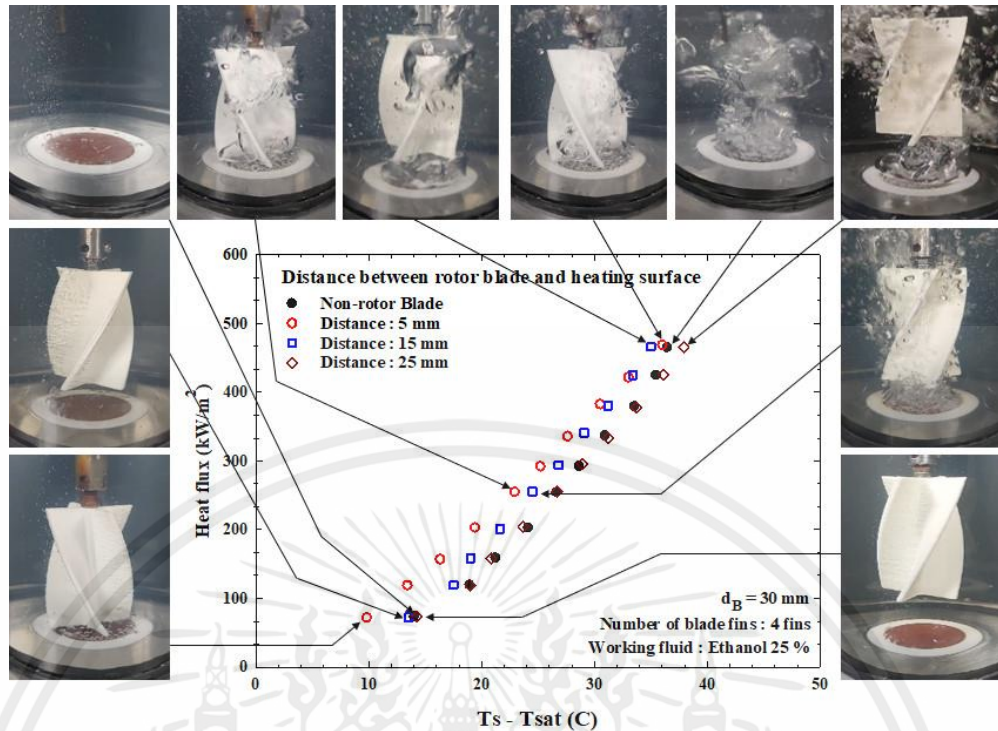 600
500
400
300
200
100
0
Heat flux (kW/m²)
Distance between rotor blade and heating surface
Non-rotor Blade
Distance : 5 mm
Distance : 15 mm
Distance : 25 mm
d_B = 30 mm
Number of blade fins : 4 fins
Working fluid : Ethanol 25 %
0 10 20 30 40 50
Ts - Tsat (C)